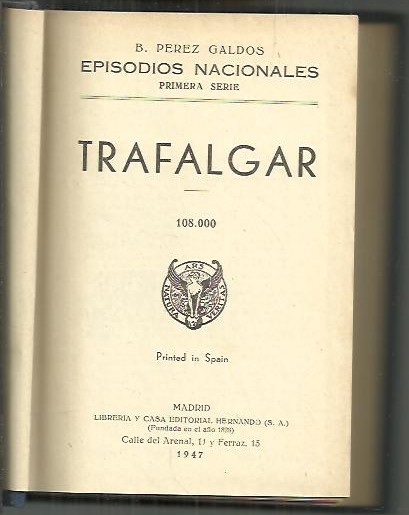 B. PEREZ GALDOS
EPISODIOS NACIONALES
PRIMERA SERIE
TRAFALGAR
108.000
ARS
NATURA
VERITAS
Printed in Spain
MADRID
LIBRERIA Y CASA EDITORIAL HERNANDO (S. A.)
(Fundada en el año 1828)
Calle del Arenal, 11 y Ferraz, 13
1947